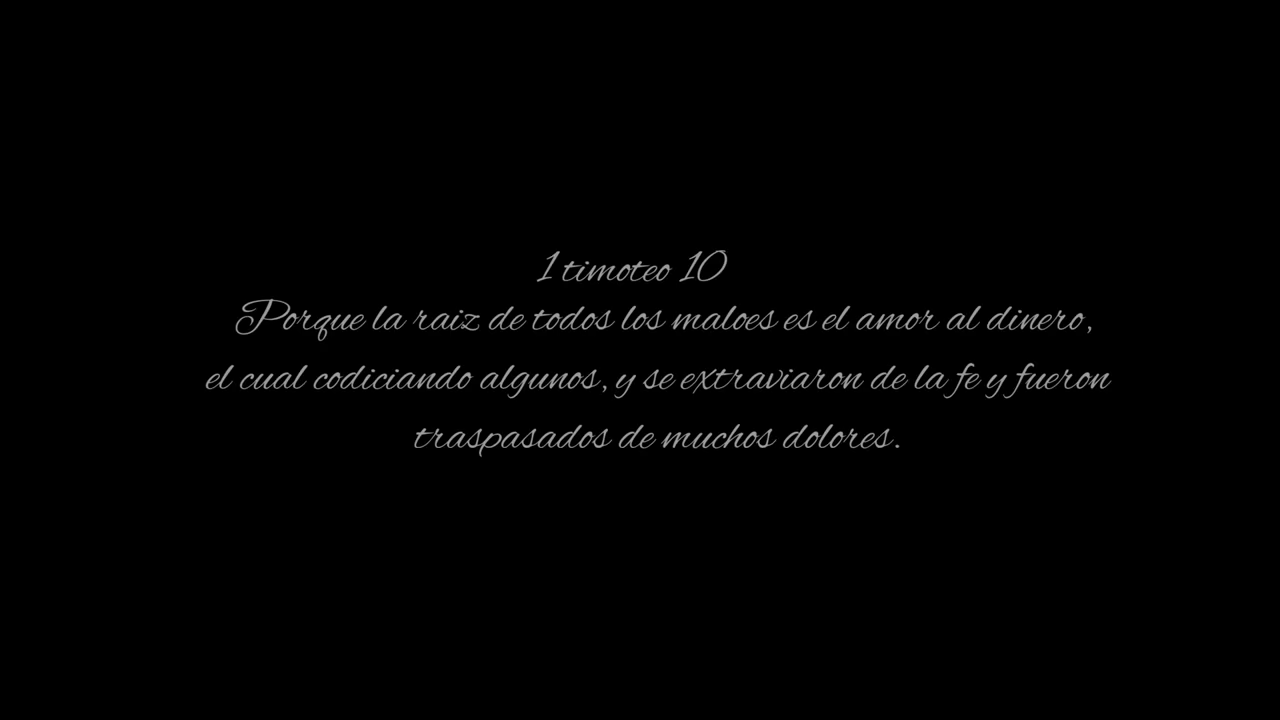 1 timoteo 10
Porque la raiz de todos los maloes es el amor al dinero,
el cual codiciando algunos, y se extraviaron de la fe y fueron
traspasados de muchos dolores.